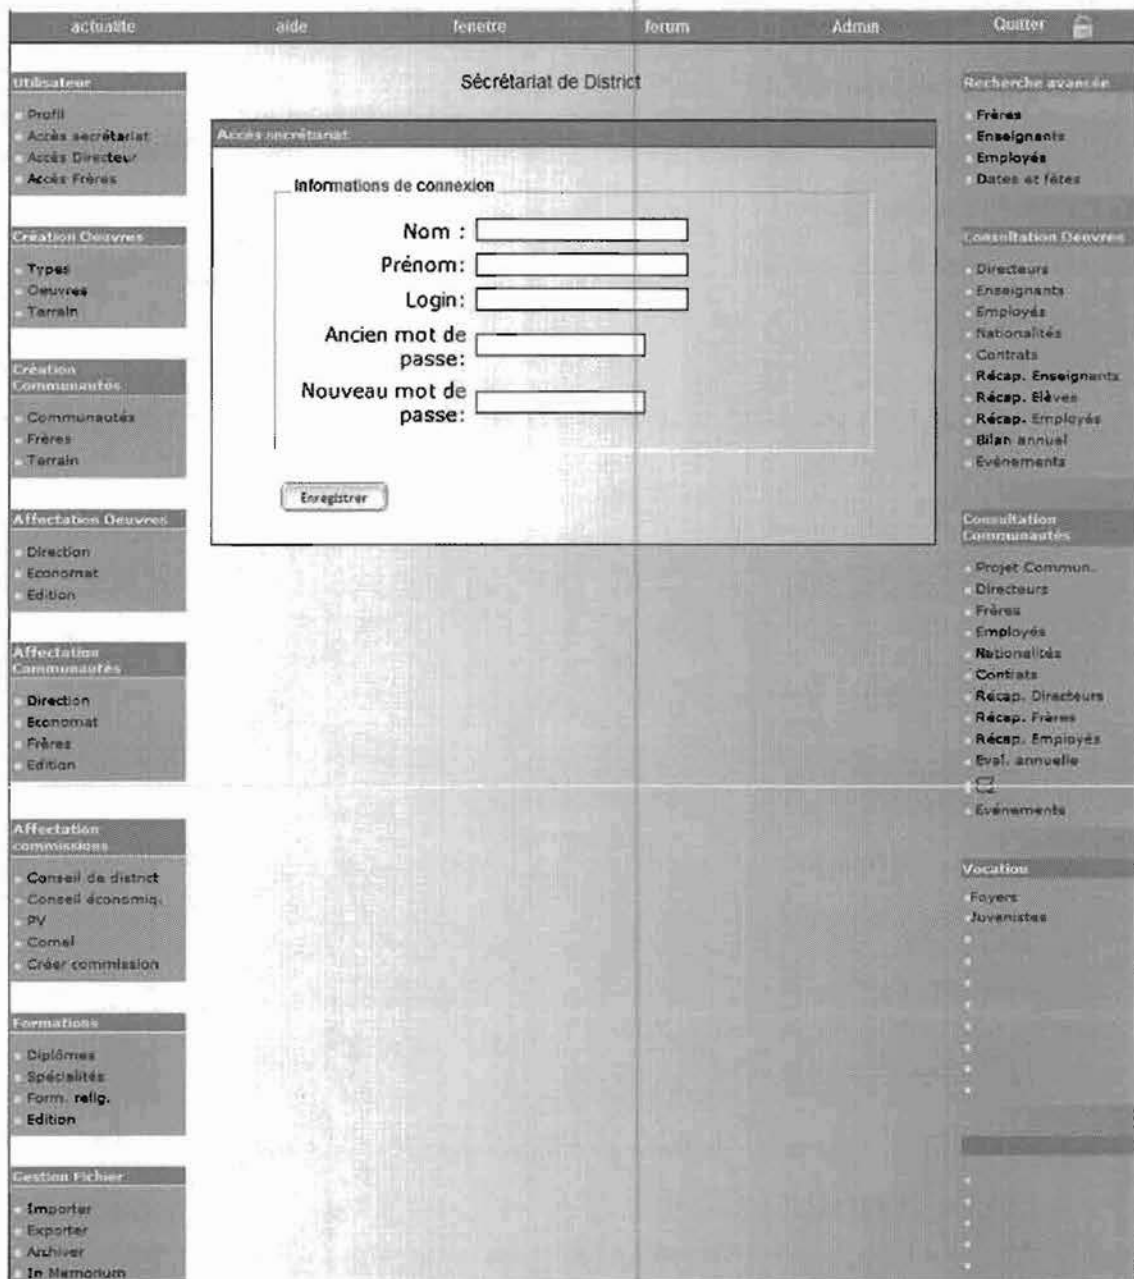 actualite aide fenetre forum Admin Quitter
Utilisateur
Profil
Accès secrétariat
Accès Directeur
Accès Frères
Création Oeuvres
Types
Oeuvres
Terrain
Création
Communautés
Communautés
Frères
Terrain
Affectation Oeuvres
Direction
Economat
Edition
Affectation
Communautés
Direction
Economat
Frères
Edition
Affectation
commissions
Conseil de district
Conseil économiq.
PV
Comel
Créer commission
Formations
Diplômes
Spécialités
Form. relig.
Edition
Gestion Fichier
Importer
Exporter
Archiver
In Memorium
Sécrétariat de District
Accès secrétariat
Informations de connexion
Nom :
Prénom:
Login:
Ancien mot de
passe:
Nouveau mot de
passe:
Enregistrer
Recherche avancée
Frères
Enseignants
Employés
Dates et fêtes
Consultation Oeuvres
Directeurs
Enseignants
Employés
Nationalités
Contrats
Récap. Enseignants
Récap. Elèves
Récap. Employés
Bilan annuel
Evénements
Consultation
Communautés
Projet Commun.
Directeurs
Frères
Employés
Nationalités
Contrats
Récap. Directeurs
Récap. Frères
Récap. Employés
Eval. annuelle
Evénements
Vocation
Foyers
Juvenistes